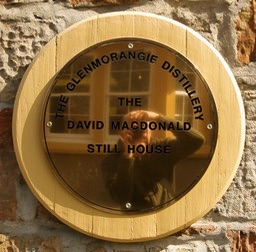 THE GLENMORANGIE DISTILLERY
THE
DAVID MACDONALD
STILL HOUSE